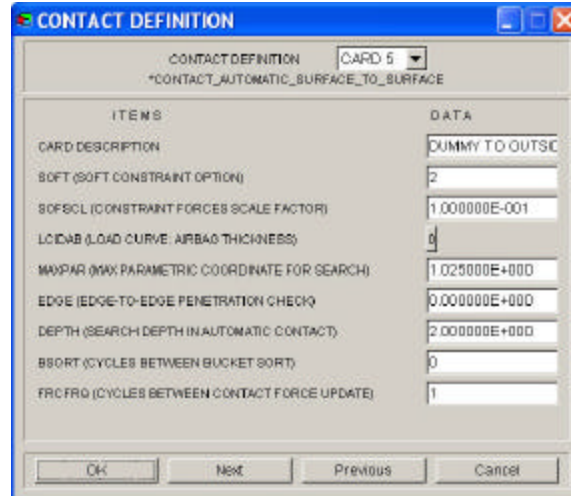 CONTACT DEFINITION
CONTACT DEFINITION CARD 5
*CONTACT_AUTOMATIC_SURFACE_TO_SURFACE
ITEMS DATA
CARD DESCRIPTION DUMMY TO OUTSID
SOFT (SOFT CONSTRAINT OPTION) 2
SOFSCL (CONSTRAINT FORCES SCALE FACTOR) 1.000000E-001
LCIDAB (LOAD CURVE: AIRBAG THICKNESS) 0
MAXPAR (MAX PARAMETRIC COORDINATE FOR SEARCH) 1.025000E+000
EDGE (EDGE-TO-EDGE PENETRATION CHECK) 0.000000E+000
DEPTH (SEARCH DEPTH IN AUTOMATIC CONTACT) 2.000000E+000
BSORT (CYCLES BETWEEN BUCKET SORT) 0
FRCFRQ (CYCLES BETWEEN CONTACT FORCE UPDATE) 1
OK Next Previous Cancel